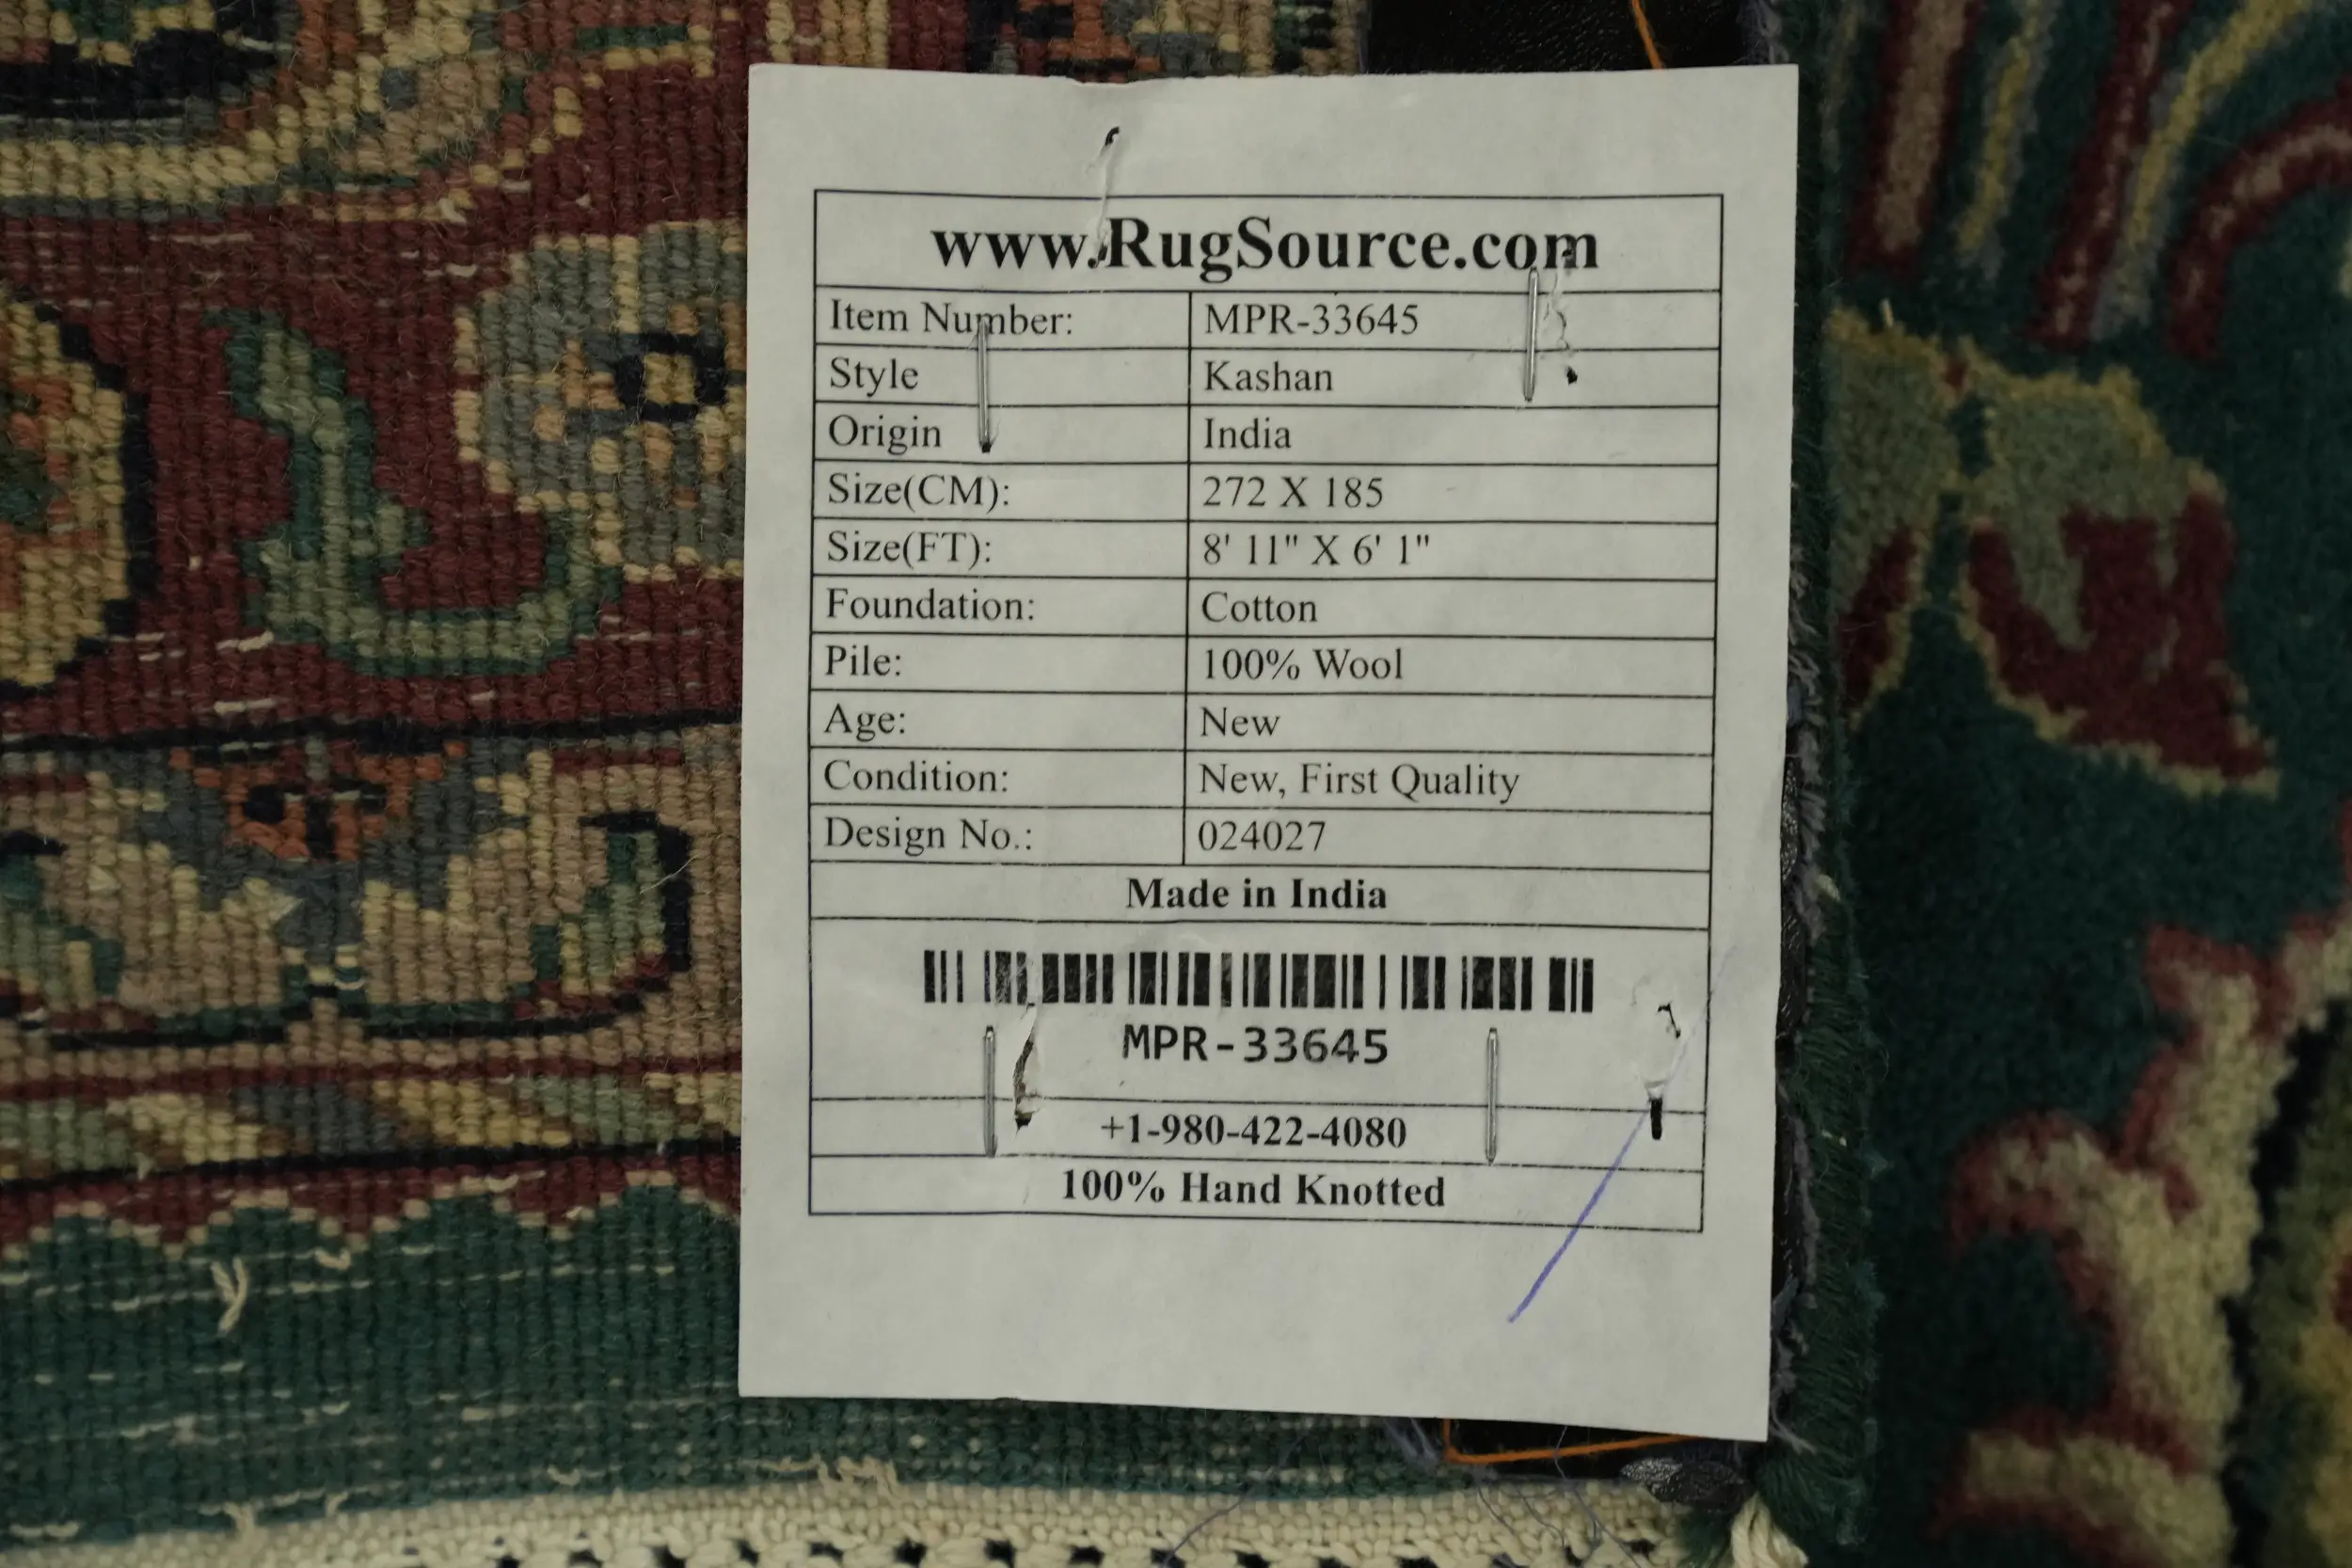 www.RugSource.com
Item Number: MPR-33645
Style Kashan
Origin India
Size(CM): 272 X 185
Size(FT): 8' 11" X 6' 1"
Foundation: Cotton
Pile: 100% Wool
Age: New
Condition: New, First Quality
Design No.: 024027
Made in India
MPR-33645
+1-980-422-4080
100% Hand Knotted